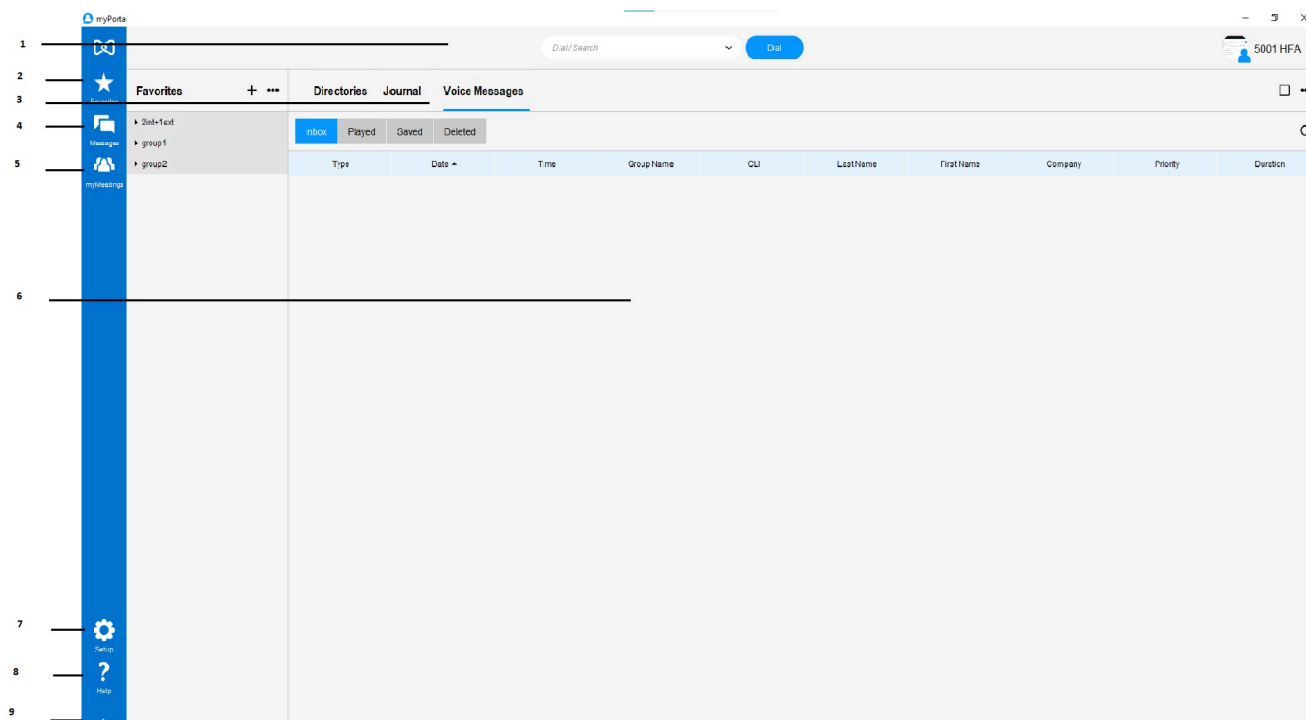 myPortal
1
Dial/Search
Dial
5001 HFA
2
Favorites
Favorites
Directories Journal Voice Messages
3
4
Messages
2int+1ext
group1
group2
Inbox Played Saved Deleted
5
myMeetings
Type Date Time Group Name CLI Last Name First Name Company Priority Duration
6
7
Setup
8
Help
9